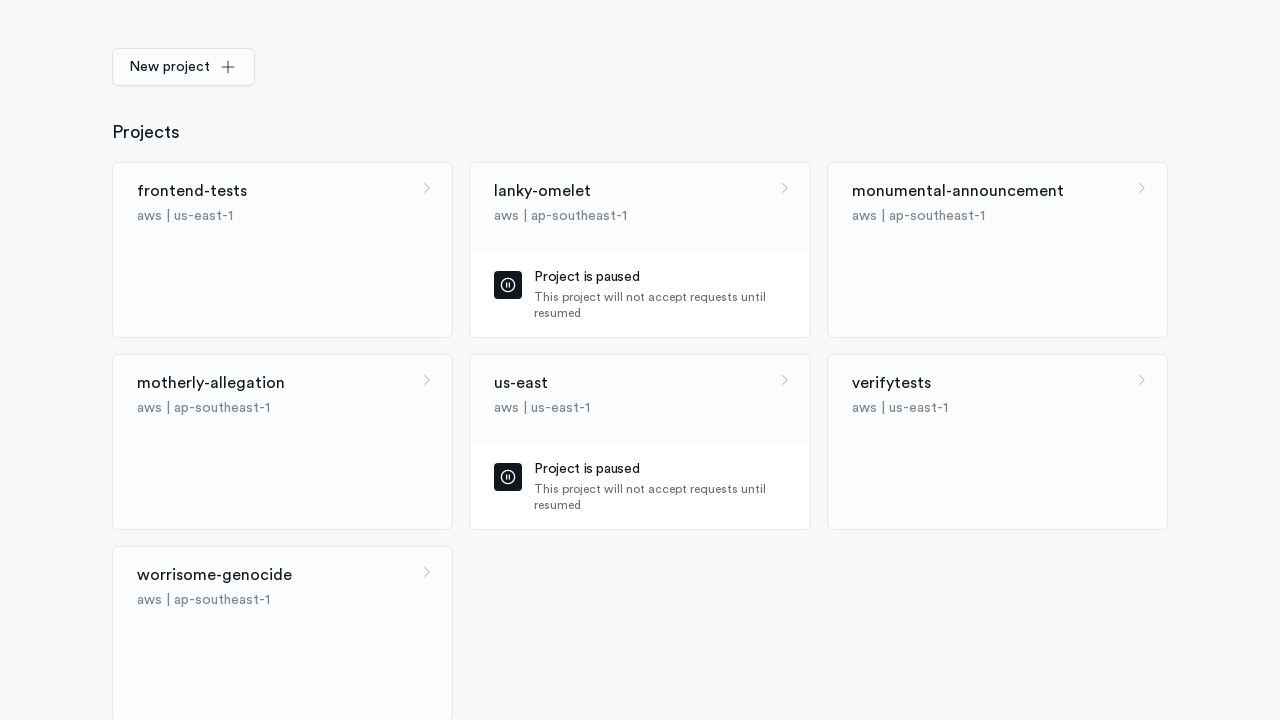 New project
Projects
frontend-tests
aws | us-east-1
lanky-omelet
aws | ap-southeast-1
Project is paused
This project will not accept requests until
resumed
monumental-announcement
aws | ap-southeast-1
motherly-allegation
aws | ap-southeast-1
us-east
aws | us-east-1
Project is paused
This project will not accept requests until
resumed
verifytests
aws | us-east-1
worrisome-genocide
aws | ap-southeast-1